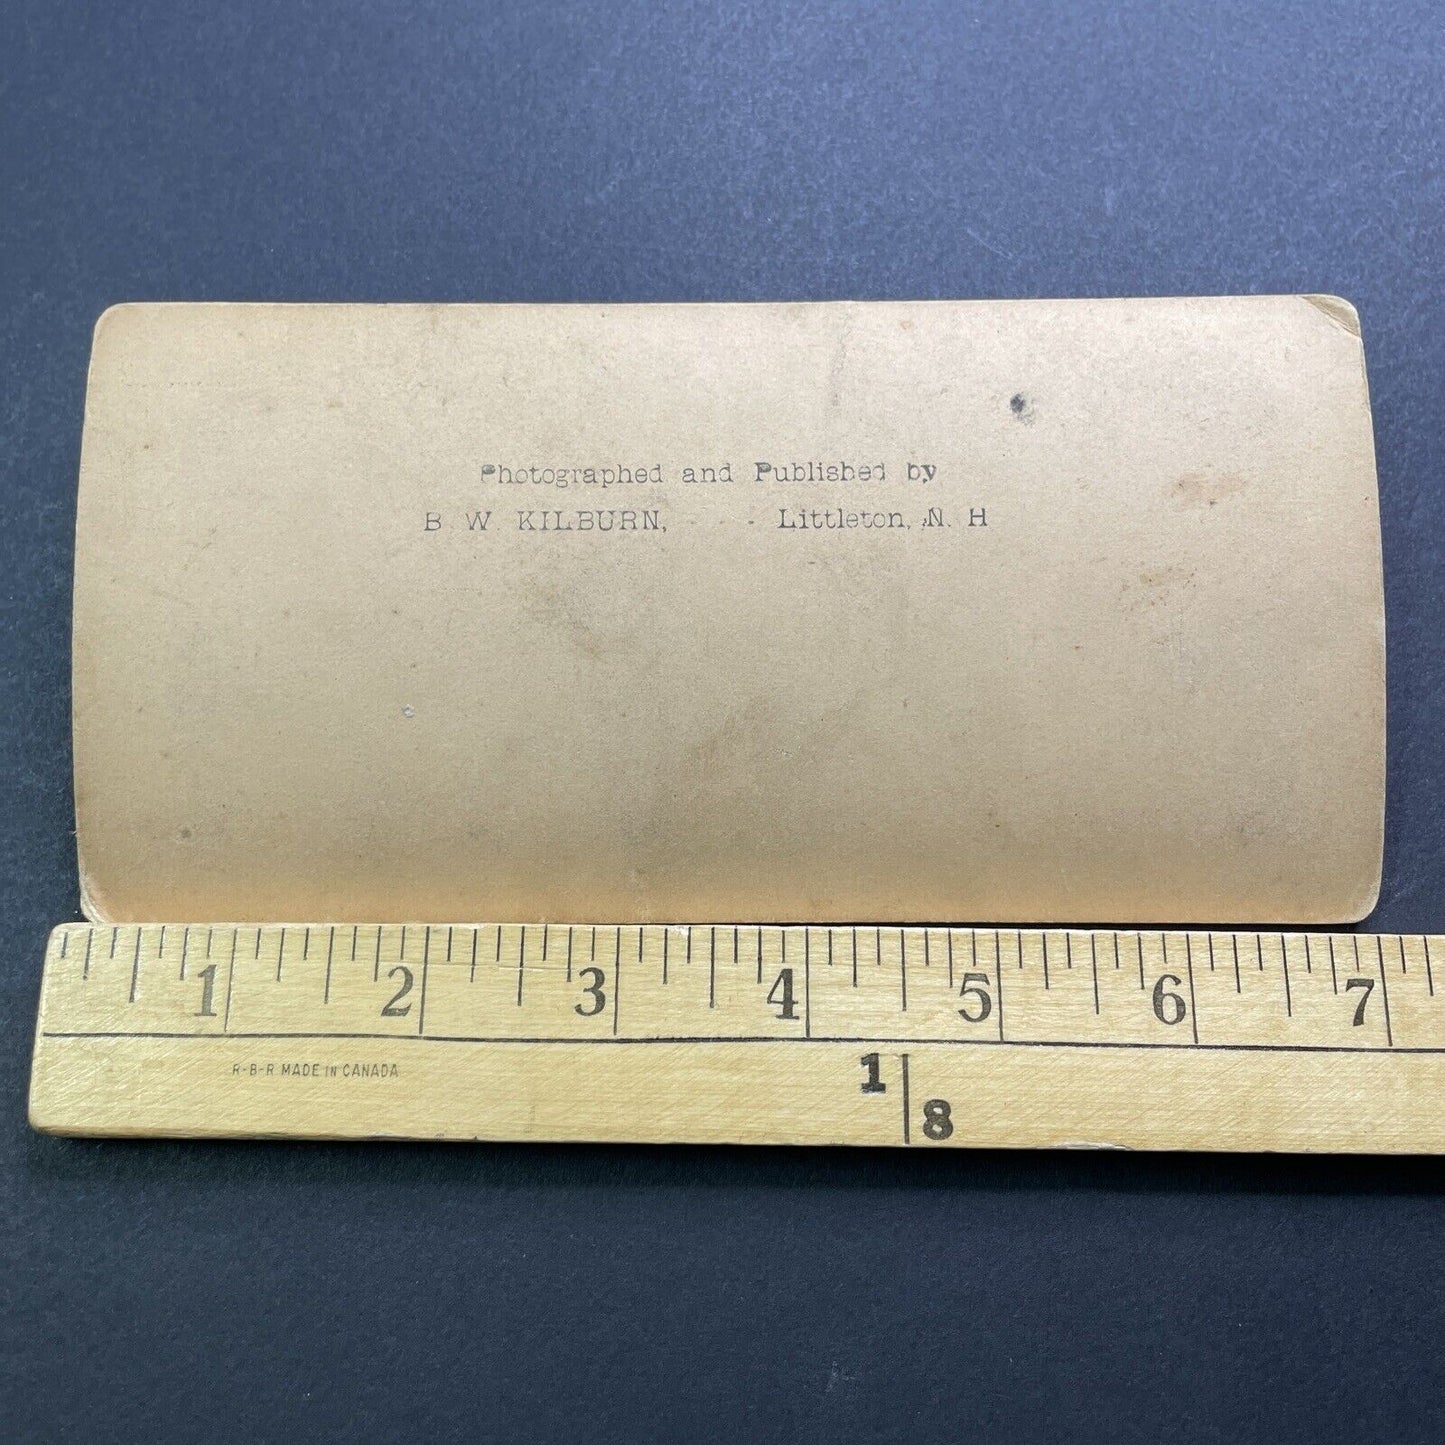 Photographed and Published by
B W. KILBURN, - - - Littleton, N. H
1 2 3 4 5 6 7
R-B-R MADE IN CANADA
1
8